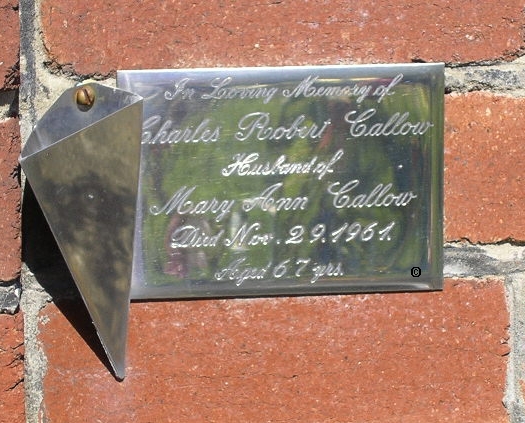 In Loving Memory of
Charles Robert Callow
Husband of
Mary Ann Callow
Died Nov. 29. 1961.
Aged 67 yrs.
©